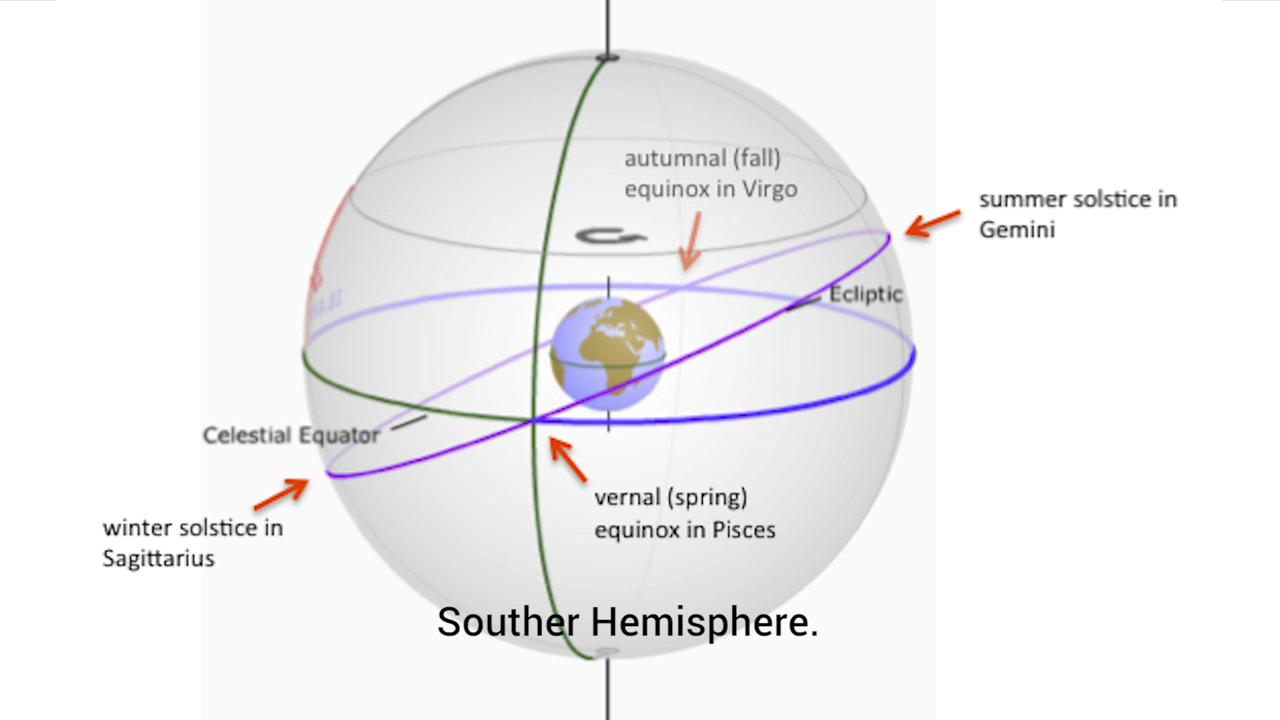 autumnal (fall)
equinox in Virgo
summer solstice in
Gemini
Ecliptic
Celestial Equator
vernal (spring)
equinox in Pisces
winter solstice in
Sagittarius
Souther Hemisphere.